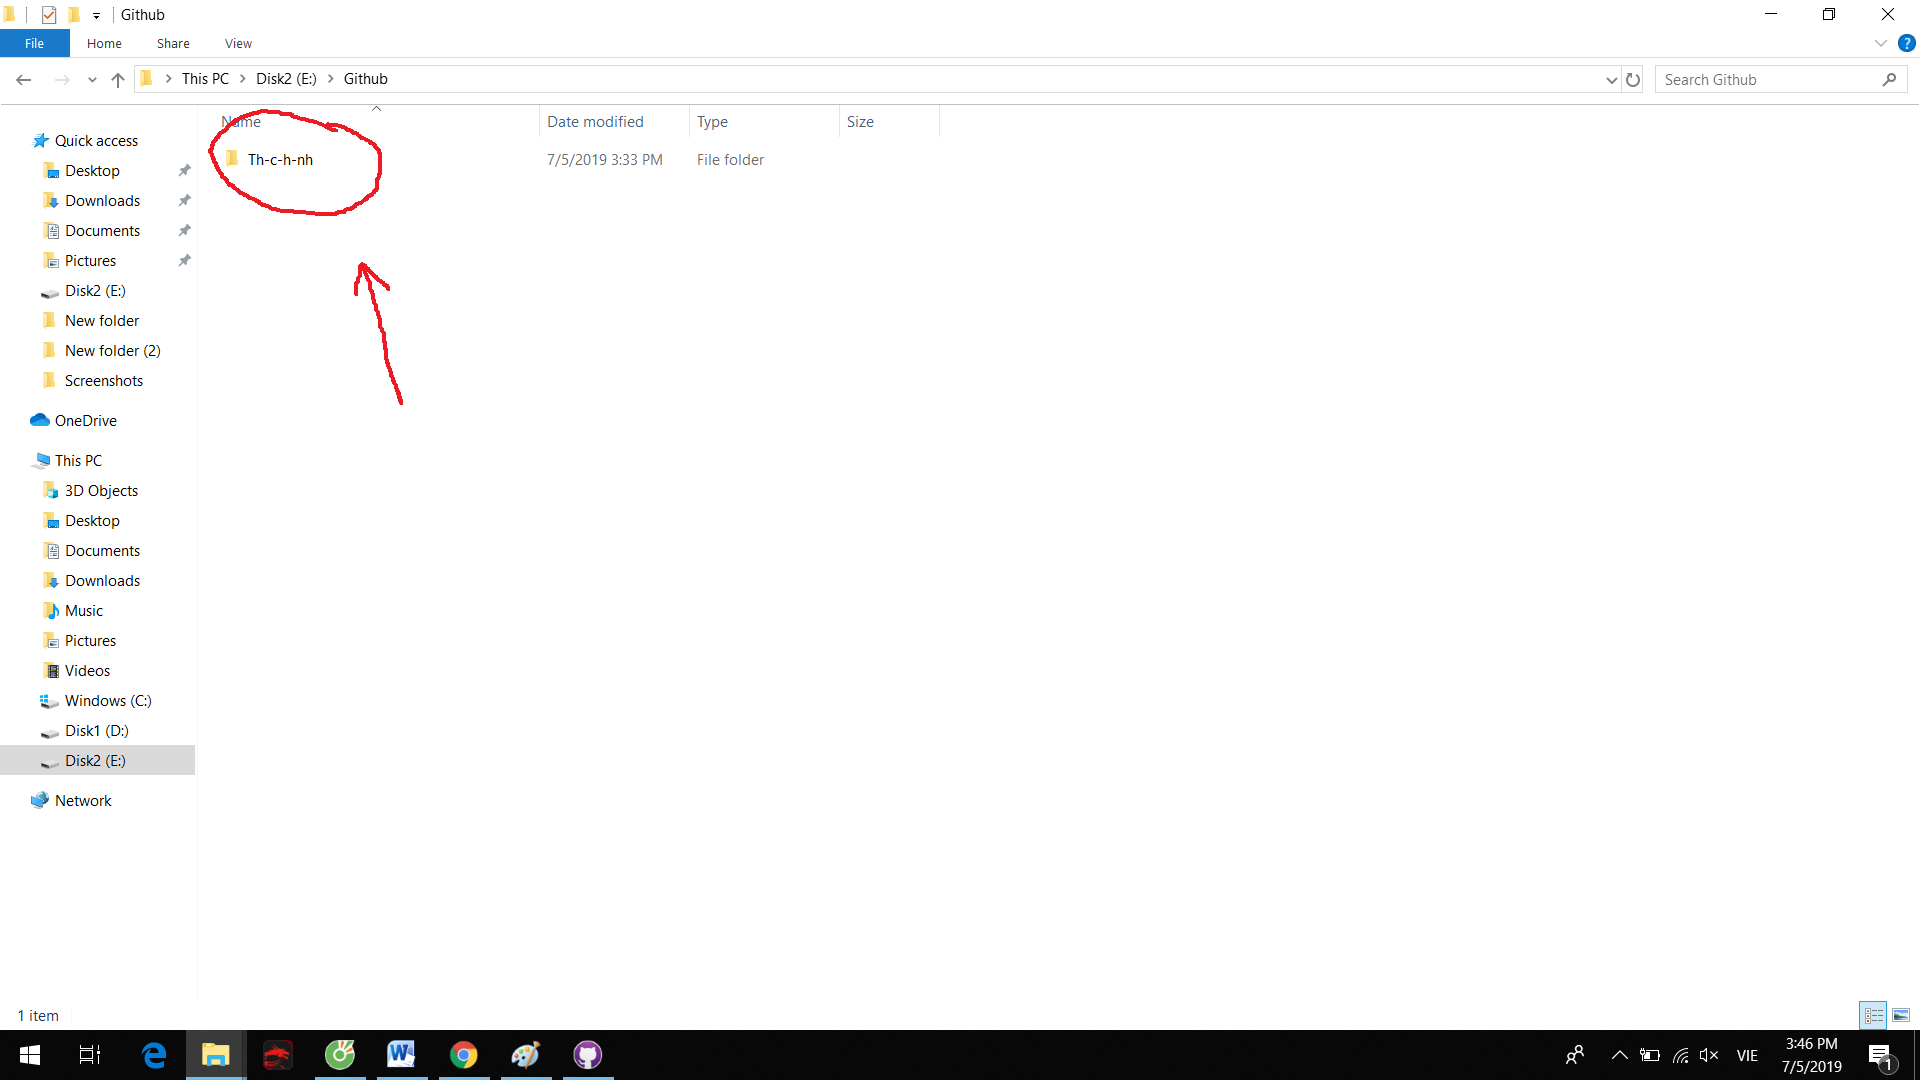 Github
File Home Share View
This PC Disk2 (E:) Github Search Github
Name Date modified Type Size
Th-c-h-nh 7/5/2019 3:33 PM File folder
Quick access
Desktop
Downloads
Documents
Pictures
Disk2 (E:)
New folder
New folder (2)
Screenshots
OneDrive
This PC
3D Objects
Desktop
Documents
Downloads
Music
Pictures
Videos
Windows (C:)
Disk1 (D:)
Disk2 (E:)
Network
1 item
VIE 3:46 PM
7/5/2019
1